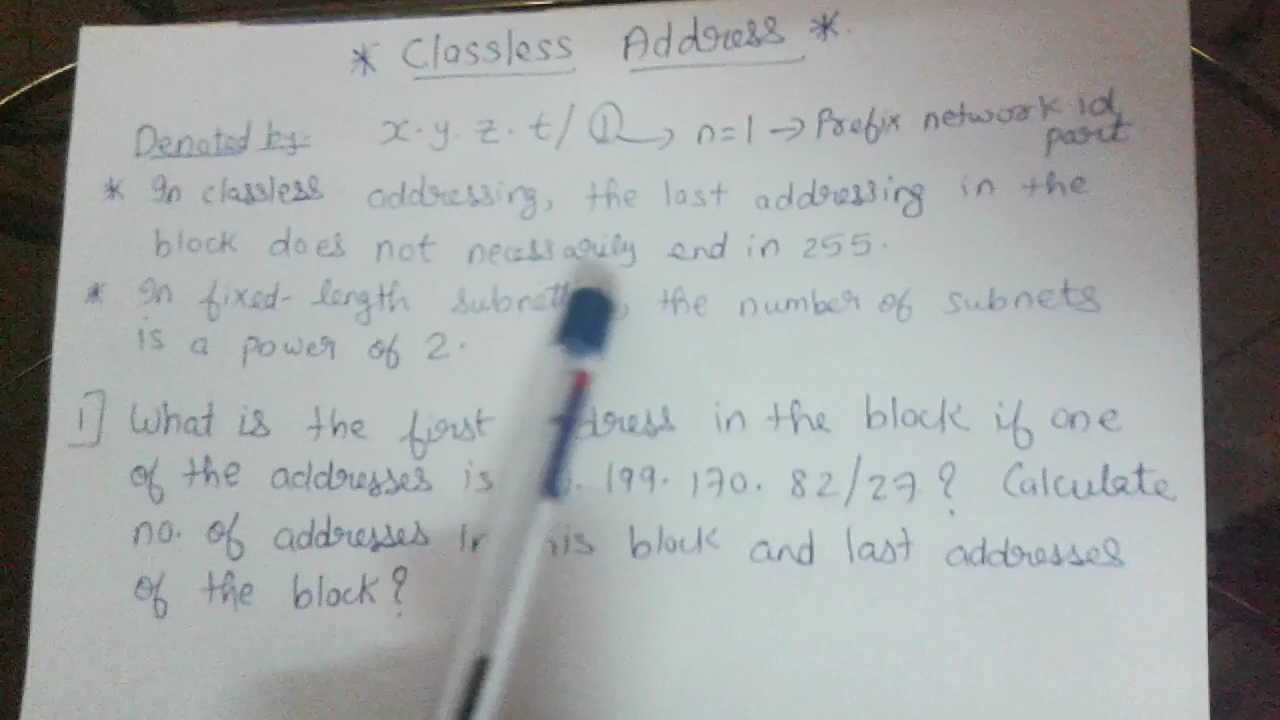 * Classless Address *
Denoted by:- x.y.z.t/n, n=1 → Prefix network id
part
* In classless addressing, the last addressing in the
block does not necessarily end in 255.
* In fixed-length the number of subnets
is a power of 2.
1] What is the first in the block if one
of the addresses is . 199. 170. 82/27? Calculate
no. of addresses in block and last addresses
of the block?